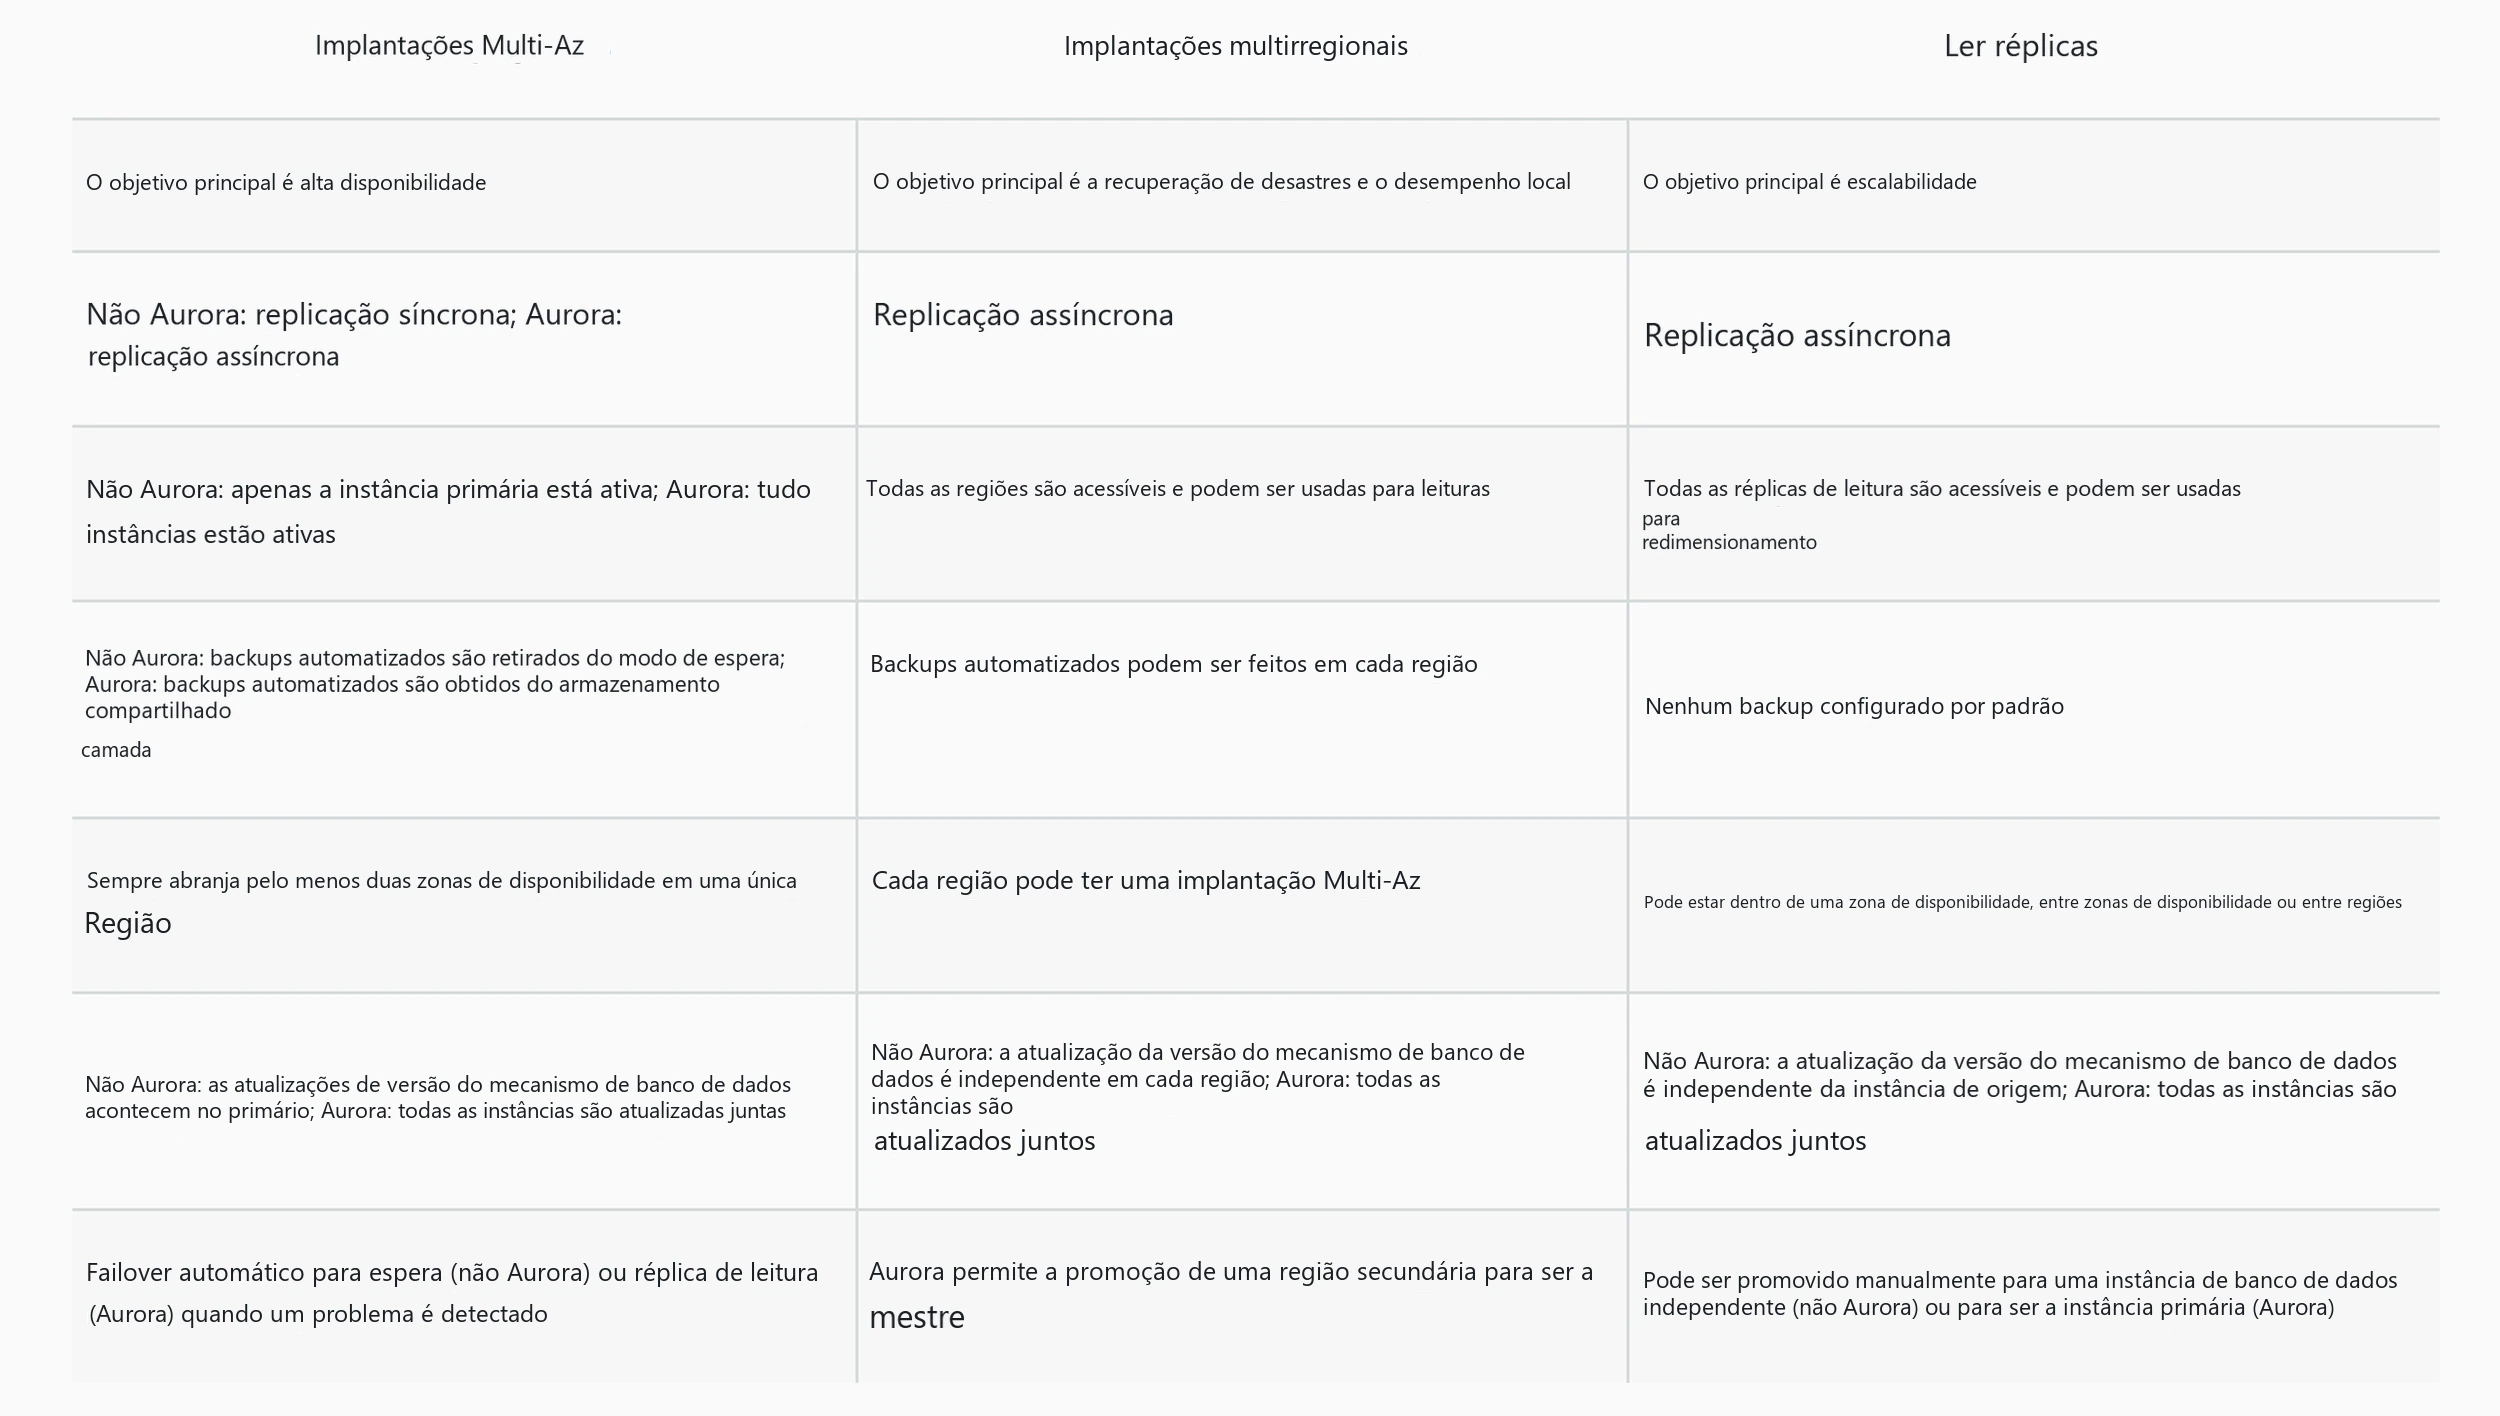 Implantações Multi-Az
Implantações multirregionais
Ler réplicas
O objetivo principal é alta disponibilidade
O objetivo principal é a recuperação de desastres e o desempenho local
O objetivo principal é escalabilidade
Não Aurora: replicação síncrona; Aurora:
replicação assíncrona
Replicação assíncrona
Replicação assíncrona
Não Aurora: apenas a instância primária está ativa; Aurora: tudo
instâncias estão ativas
Todas as regiões são acessíveis e podem ser usadas para leituras
Todas as réplicas de leitura são acessíveis e podem ser usadas
para
redimensionamento
Não Aurora: backups automatizados são retirados do modo de espera;
Aurora: backups automatizados são obtidos do armazenamento
compartilhado
camada
Backups automatizados podem ser feitos em cada região
Nenhum backup configurado por padrão
Sempre abranja pelo menos duas zonas de disponibilidade em uma única
Região
Cada região pode ter uma implantação Multi-Az
Pode estar dentro de uma zona de disponibilidade, entre zonas de disponibilidade ou entre regiões
Não Aurora: as atualizações de versão do mecanismo de banco de dados
acontecem no primário; Aurora: todas as instâncias são atualizadas juntas
Não Aurora: a atualização da versão do mecanismo de banco de
dados é independente em cada região; Aurora: todas as
instâncias são
atualizados juntos
Não Aurora: a atualização da versão do mecanismo de banco de dados
é independente da instância de origem; Aurora: todas as instâncias são
atualizados juntos
Failover automático para espera (não Aurora) ou réplica de leitura
(Aurora) quando um problema é detectado
Aurora permite a promoção de uma região secundária para ser a
mestre
Pode ser promovido manualmente para uma instância de banco de dados
independente (não Aurora) ou para ser a instância primária (Aurora)